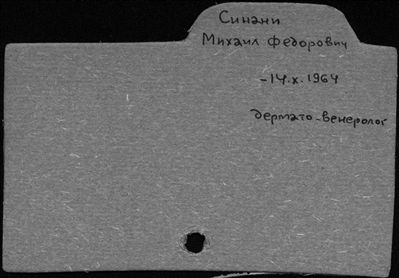 Синани
Михаил Федорович
-14.X.1964
дермато-венеролог